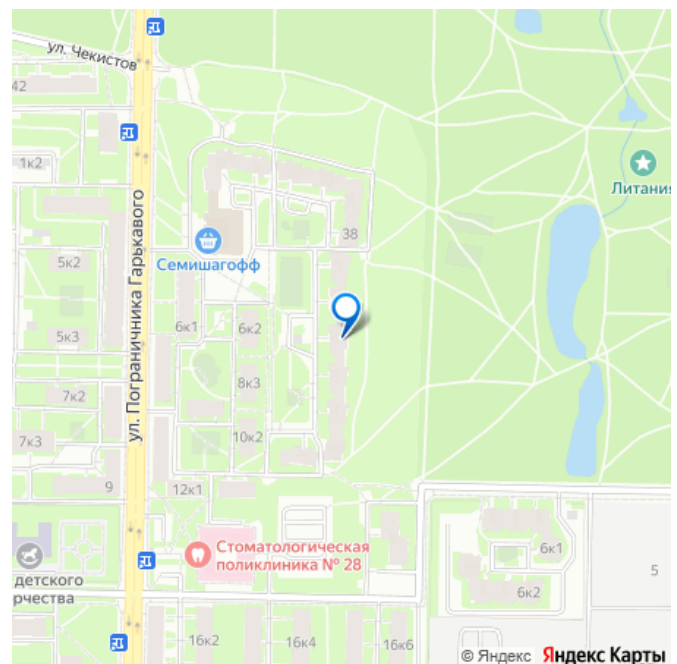 ул. Чекистов
42
1к2
Литания
38
Семишагофф
5к2
ул. Пограничника Гарькавого
6к1
6к2
5к3
8к3
7к2
10к2
7к3
9
12к1
Стоматологическая
поликлиника № 28
6к1
5
детского
рчества
6к2
16к2
16к4
16к6
© Яндекс Яндекс Карты